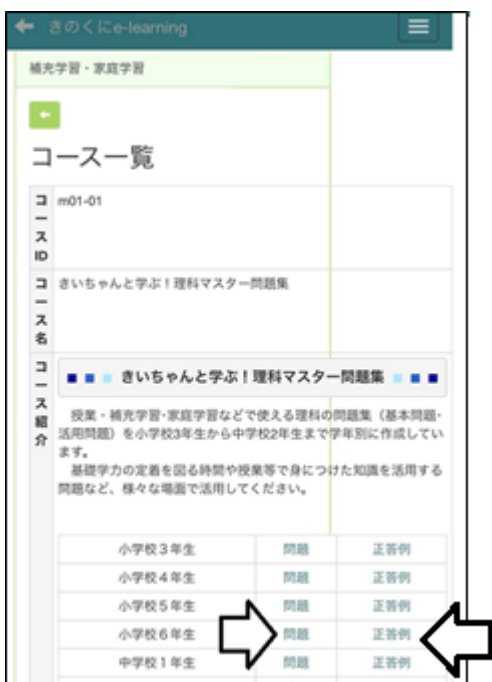 きのくにe-learning
補充学習・家庭学習
コース一覧
コースID
m01-01
コース名
きいちゃんと学ぶ！理科マスター問題集
コース紹介
きいちゃんと学ぶ！理科マスター問題集
授業・補充学習・家庭学習などで使える理科の問題集（基本問題・
活用問題）を小学校3年生から中学校2年生まで学年別に作成してい
ます。
基礎学力の定着を図る時間や授業等で身につけた知識を活用する
問題など、様々な場面で活用してください。
小学校３年生 問題 正答例
小学校４年生 問題 正答例
小学校５年生 問題 正答例
小学校６年生 問題 正答例
中学校１年生 問題 正答例